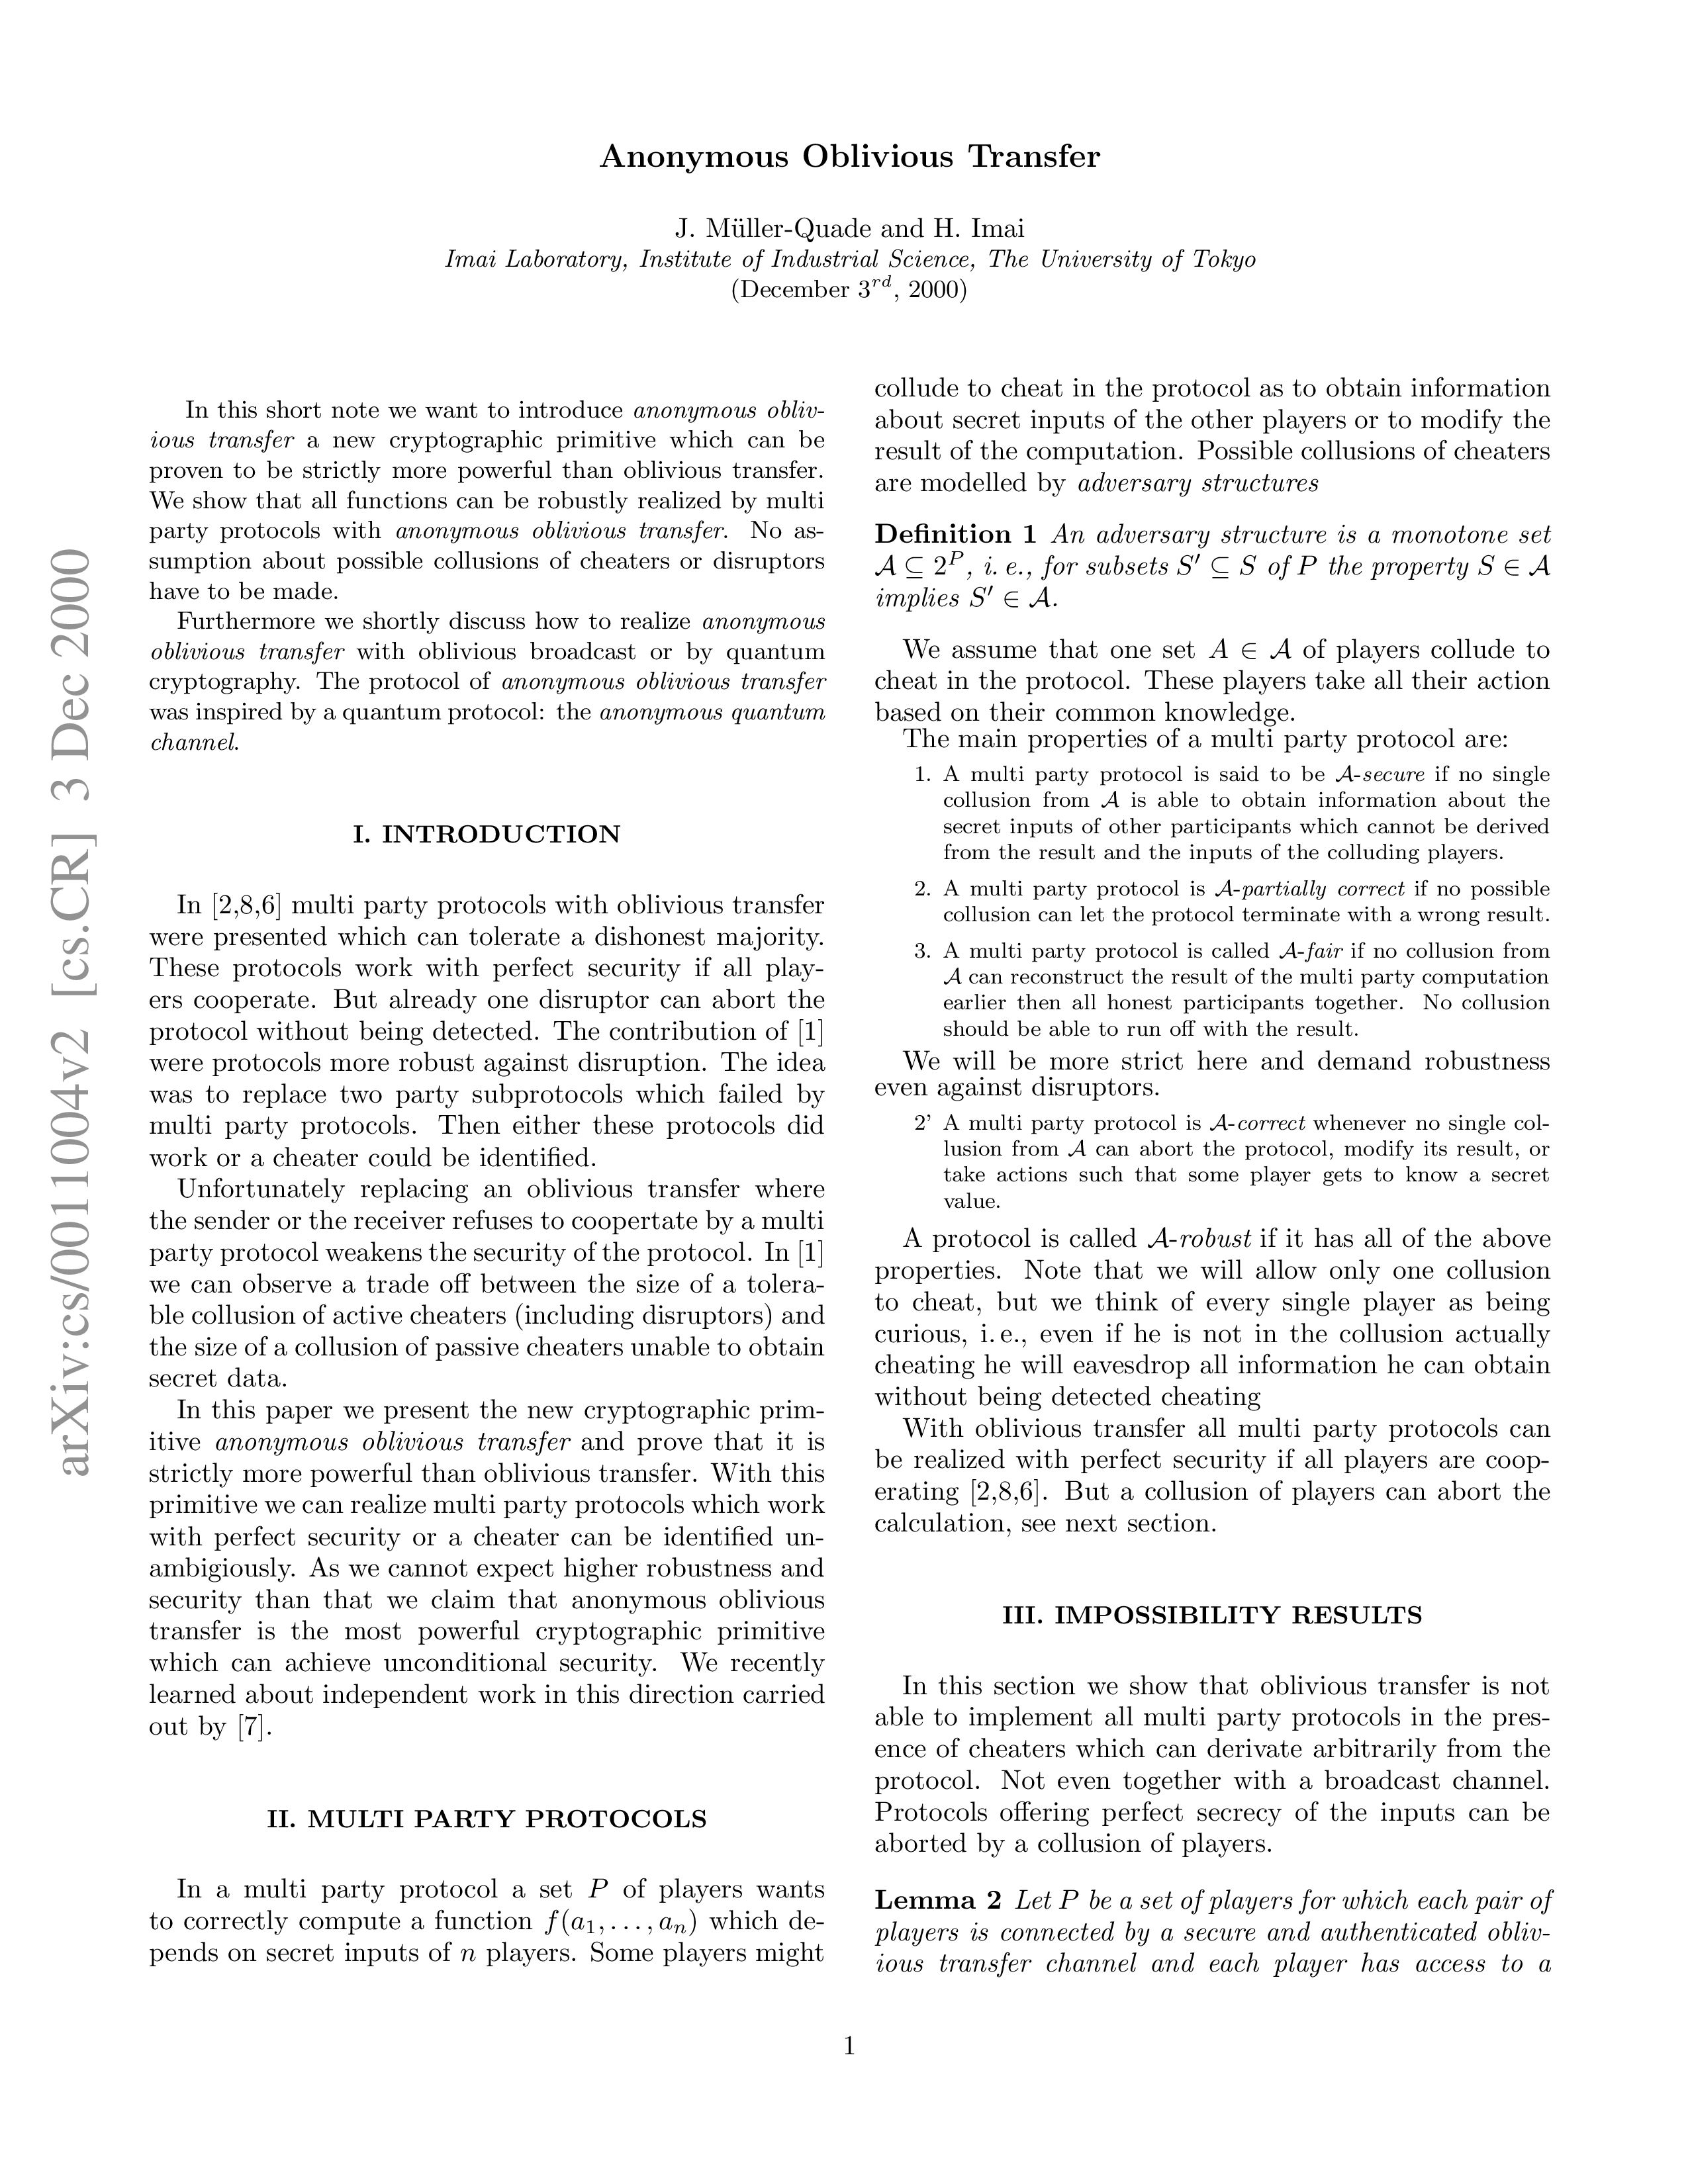 Anonymous Oblivious Transfer
J. Müller-Quade and H. Imai
Imai Laboratory, Institute of Industrial Science, The University of Tokyo
(December 3rd, 2000)
In this short note we want to introduce anonymous obliv-
ious transfer a new cryptographic primitive which can be
proven to be strictly more powerful than oblivious transfer.
We show that all functions can be robustly realized by multi
party protocols with anonymous oblivious transfer. No as-
sumption about possible collusions of cheaters or disruptors
have to be made.
Furthermore we shortly discuss how to realize anonymous
oblivious transfer with oblivious broadcast or by quantum
cryptography. The protocol of anonymous oblivious transfer
was inspired by a quantum protocol: the anonymous quantum
channel.
I. INTRODUCTION
In [2,8,6] multi party protocols with oblivious transfer
were presented which can tolerate a dishonest majority.
These protocols work with perfect security if all play-
ers cooperate. But already one disruptor can abort the
protocol without being detected. The contribution of [1]
were protocols more robust against disruption. The idea
was to replace two party subprotocols which failed by
multi party protocols. Then either these protocols did
work or a cheater could be identified.
Unfortunately replacing an oblivious transfer where
the sender or the receiver refuses to coopertate by a multi
party protocol weakens the security of the protocol. In [1]
we can observe a trade off between the size of a tolera-
ble collusion of active cheaters (including disruptors) and
the size of a collusion of passive cheaters unable to obtain
secret data.
In this paper we present the new cryptographic prim-
itive anonymous oblivious transfer and prove that it is
strictly more powerful than oblivious transfer. With this
primitive we can realize multi party protocols which work
with perfect security or a cheater can be identified un-
ambigiously. As we cannot expect higher robustness and
security than that we claim that anonymous oblivious
transfer is the most powerful cryptographic primitive
which can achieve unconditional security. We recently
learned about independent work in this direction carried
out by [7].
II. MULTI PARTY PROTOCOLS
In a multi party protocol a set P of players wants
to correctly compute a function f(a1, . . . , an) which de-
pends on secret inputs of n players. Some players might
collude to cheat in the protocol as to obtain information
about secret inputs of the other players or to modify the
result of the computation. Possible collusions of cheaters
are modelled by adversary structures
Definition 1 An adversary structure is a monotone set
𝒜 ⊆ 2^P, i. e., for subsets S′ ⊆ S of P the property S ∈ 𝒜
implies S′ ∈ 𝒜.
We assume that one set A ∈ 𝒜 of players collude to
cheat in the protocol. These players take all their action
based on their common knowledge.
The main properties of a multi party protocol are:
1. A multi party protocol is said to be 𝒜-secure if no single
collusion from 𝒜 is able to obtain information about the
secret inputs of other participants which cannot be derived
from the result and the inputs of the colluding players.
2. A multi party protocol is 𝒜-partially correct if no possible
collusion can let the protocol terminate with a wrong result.
3. A multi party protocol is called 𝒜-fair if no collusion from
𝒜 can reconstruct the result of the multi party computation
earlier then all honest participants together. No collusion
should be able to run off with the result.
We will be more strict here and demand robustness
even against disruptors.
2’ A multi party protocol is 𝒜-correct whenever no single col-
lusion from 𝒜 can abort the protocol, modify its result, or
take actions such that some player gets to know a secret
value.
A protocol is called 𝒜-robust if it has all of the above
properties. Note that we will allow only one collusion
to cheat, but we think of every single player as being
curious, i. e., even if he is not in the collusion actually
cheating he will eavesdrop all information he can obtain
without being detected cheating
With oblivious transfer all multi party protocols can
be realized with perfect security if all players are coop-
erating [2,8,6]. But a collusion of players can abort the
calculation, see next section.
III. IMPOSSIBILITY RESULTS
In this section we show that oblivious transfer is not
able to implement all multi party protocols in the pres-
ence of cheaters which can derivate arbitrarily from the
protocol. Not even together with a broadcast channel.
Protocols offering perfect secrecy of the inputs can be
aborted by a collusion of players.
Lemma 2 Let P be a set of players for which each pair of
players is connected by a secure and authenticated obliv-
ious transfer channel and each player has access to a
1
arXiv:cs/0011004v2 [cs.CR] 3 Dec 2000